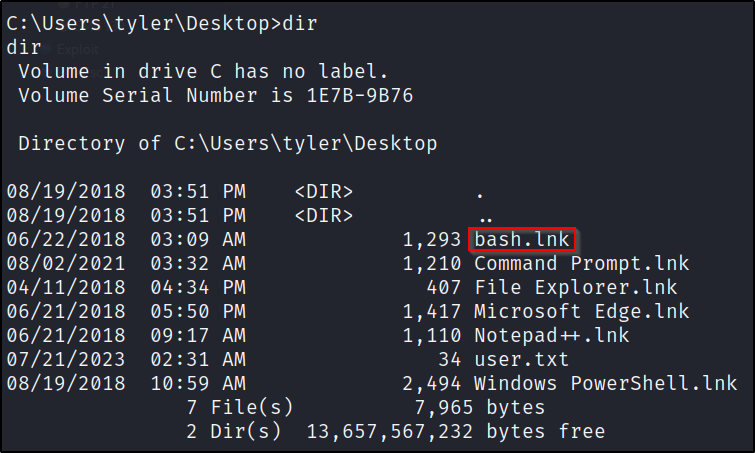 C:\Users\tyler\Desktop>dir
dir
 Volume in drive C has no label.
 Volume Serial Number is 1E7B-9B76

 Directory of C:\Users\tyler\Desktop

08/19/2018  03:51 PM    <DIR>          .
08/19/2018  03:51 PM    <DIR>          ..
06/22/2018  03:09 AM             1,293 bash.lnk
08/02/2021  03:32 AM             1,210 Command Prompt.lnk
04/11/2018  04:34 PM               407 File Explorer.lnk
06/21/2018  05:50 PM             1,417 Microsoft Edge.lnk
06/21/2018  09:17 AM             1,110 Notepad++.lnk
07/21/2023  02:31 AM                34 user.txt
08/19/2018  10:59 AM             2,494 Windows PowerShell.lnk
               7 File(s)          7,965 bytes
               2 Dir(s)  13,657,567,232 bytes free